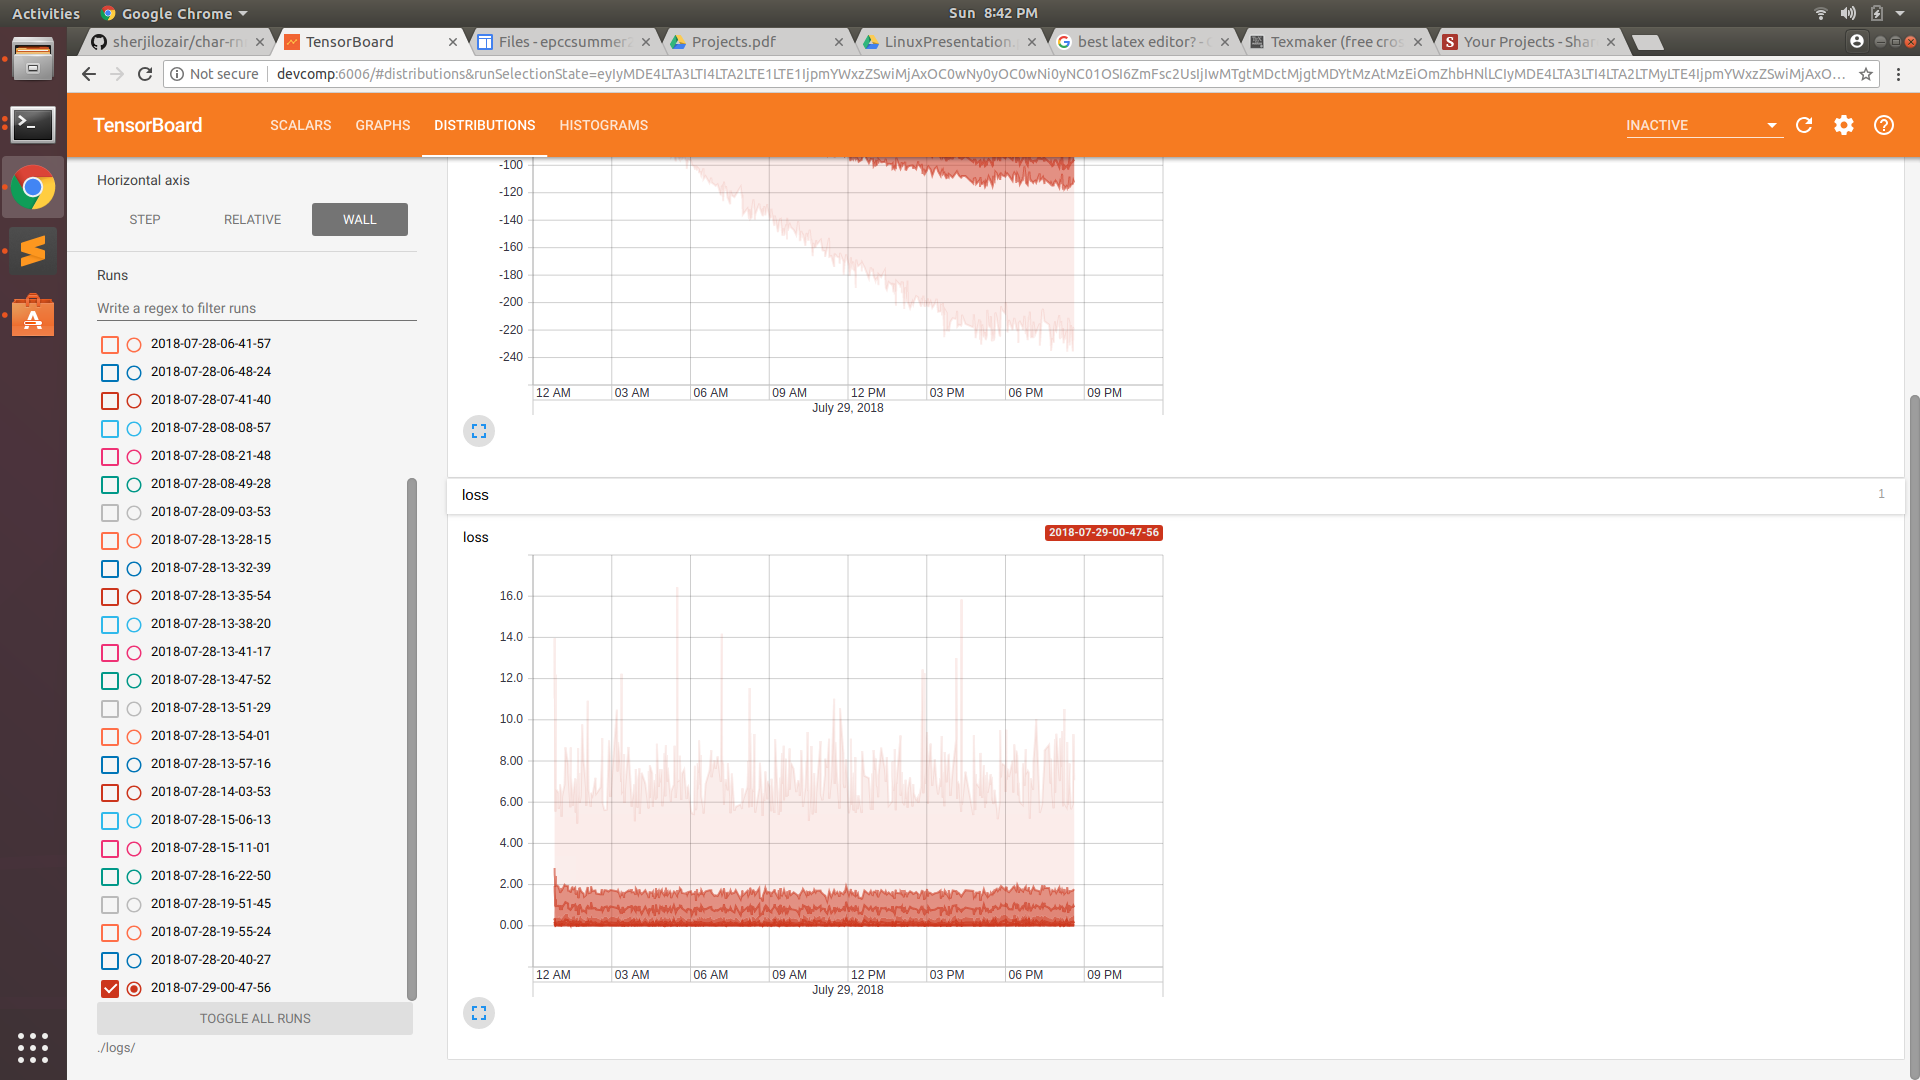 Activities Google Chrome Sun 8:42 PM
sherjilozair/char-rn TensorBoard Files - epccsummer Projects.pdf LinuxPresentation. best latex editor? - Texmaker (free cros Your Projects - Shar
Not secure devcomp:6006/#distributions&runSelectionState=eyIyMDE4LTA3LTI4LTA2LTE1LTE1IjpmYWxzZSwiMjAxOC0wNy0yOC0wNi0yNC01OSI6ZmFsc2UsIjIwMTgtMDctMjgtMDYtMzAtMzEiOmZhbHNlLCIyMDE4LTA3LTI4LTA2LTMyLTE4IjpmYWxzZSwiMjAxO...
TensorBoard SCALARS GRAPHS DISTRIBUTIONS HISTOGRAMS INACTIVE
Horizontal axis
STEP RELATIVE WALL
Runs
Write a regex to filter runs
2018-07-28-06-41-57
2018-07-28-06-48-24
2018-07-28-07-41-40
2018-07-28-08-08-57
2018-07-28-08-21-48
2018-07-28-08-49-28
2018-07-28-09-03-53
2018-07-28-13-28-15
2018-07-28-13-32-39
2018-07-28-13-35-54
2018-07-28-13-38-20
2018-07-28-13-41-17
2018-07-28-13-47-52
2018-07-28-13-51-29
2018-07-28-13-54-01
2018-07-28-13-57-16
2018-07-28-14-03-53
2018-07-28-15-06-13
2018-07-28-15-11-01
2018-07-28-16-22-50
2018-07-28-19-51-45
2018-07-28-19-55-24
2018-07-28-20-40-27
2018-07-29-00-47-56
TOGGLE ALL RUNS
./logs/
-100
-120
-140
-160
-180
-200
-220
-240
12 AM 03 AM 06 AM 09 AM 12 PM 03 PM 06 PM 09 PM
July 29, 2018
loss 1
loss 2018-07-29-00-47-56
16.0
14.0
12.0
10.0
8.00
6.00
4.00
2.00
0.00
12 AM 03 AM 06 AM 09 AM 12 PM 03 PM 06 PM 09 PM
July 29, 2018